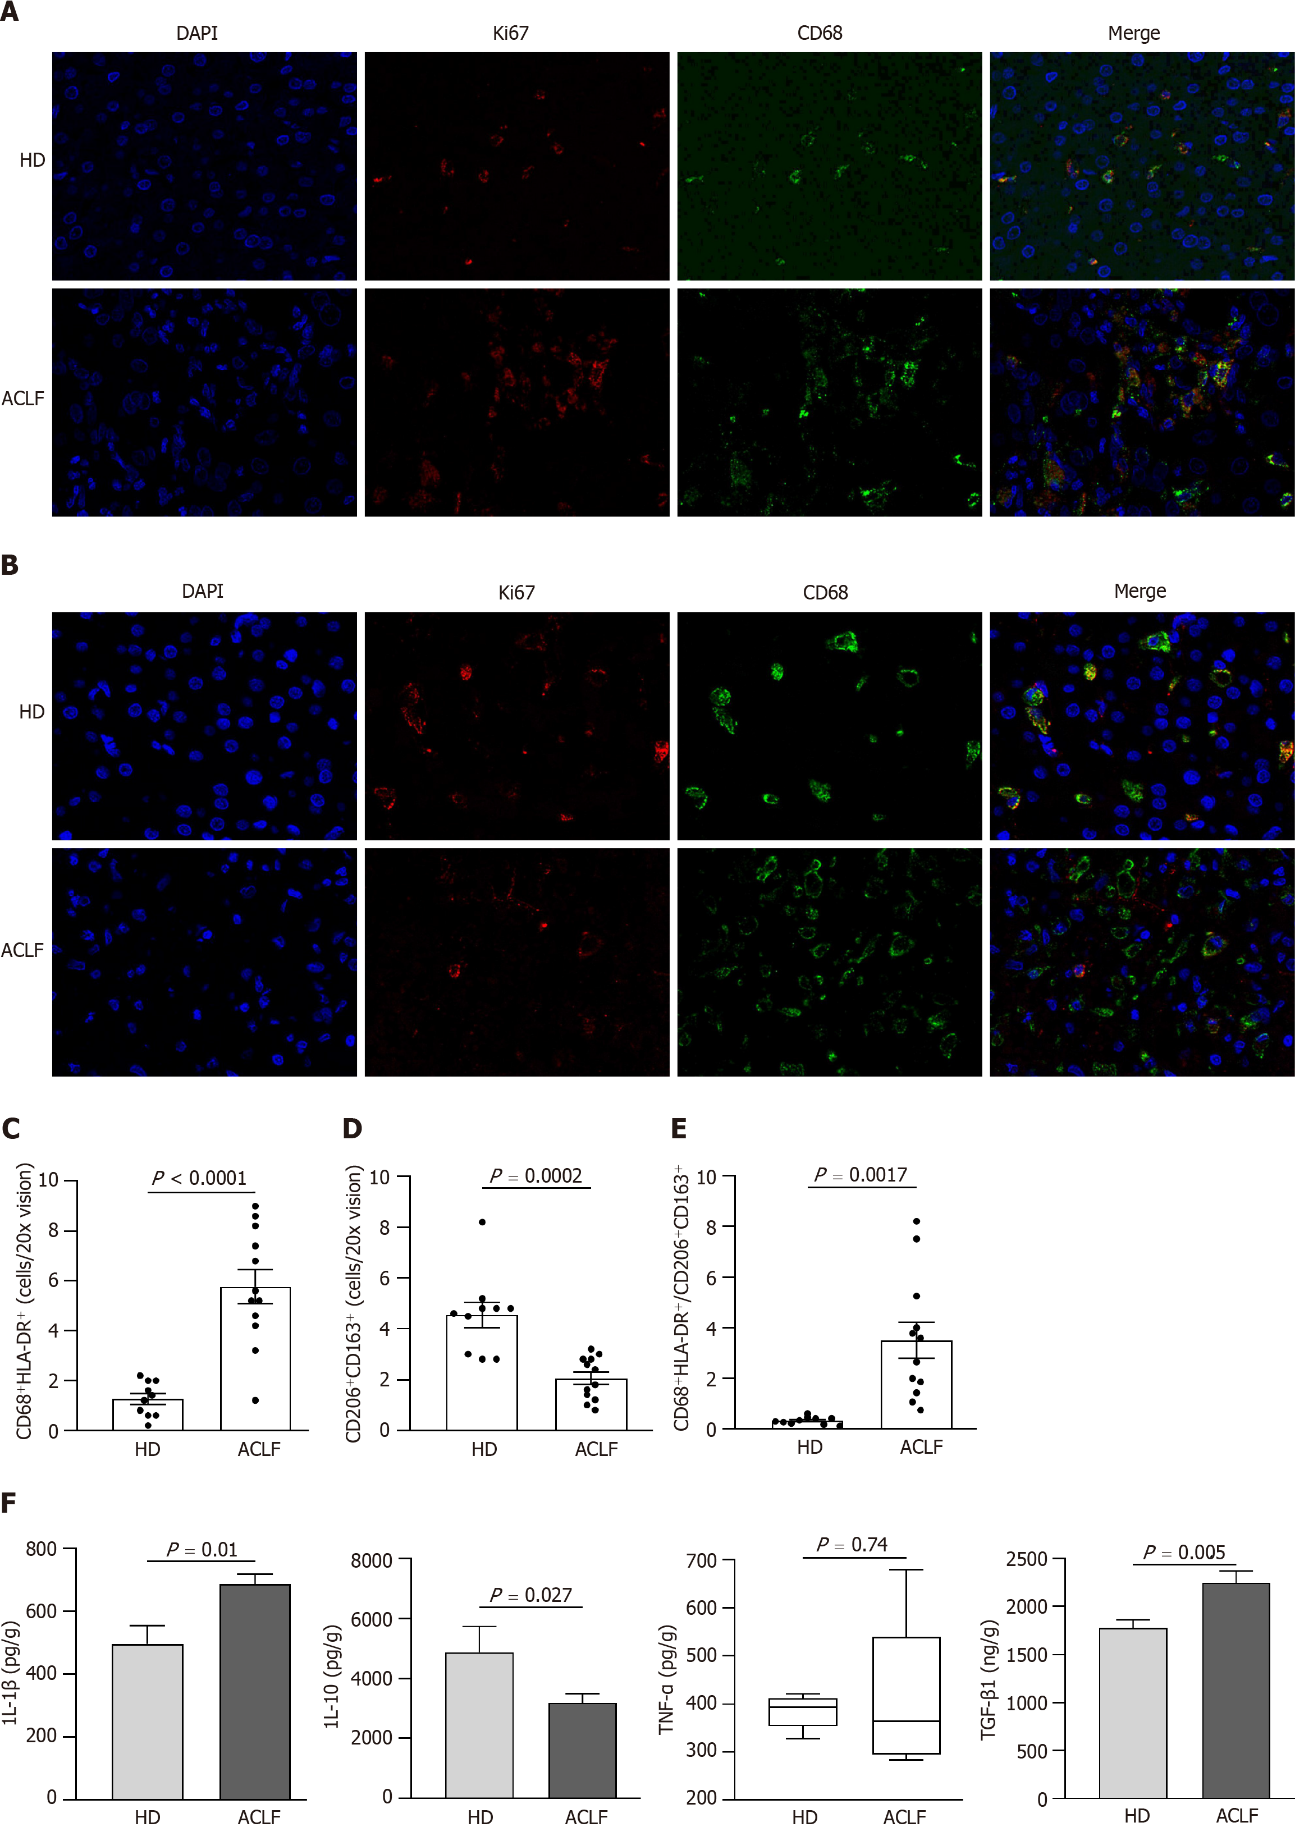 A
DAPI Ki67 CD68 Merge
HD
ACLF
B
DAPI Ki67 CD68 Merge
HD
ACLF
C
CD68⁺HLA-DR⁺ (cells/20x vision)
P < 0.0001
10
8
6
4
2
0
HD ACLF
D
CD206⁺CD163⁺ (cells/20x vision)
P = 0.0002
10
8
6
4
2
0
HD ACLF
E
CD68⁺HLA-DR⁺/CD206⁺CD163⁺
P = 0.0017
10
8
6
4
2
0
HD ACLF
F
1L-1β (pg/g)
P = 0.01
800
600
400
200
0
HD ACLF
1L-10 (pg/g)
P = 0.027
8000
6000
4000
2000
0
HD ACLF
TNF-α (pg/g)
P = 0.74
700
600
500
400
300
200
HD ACLF
TGF-β1 (ng/g)
P = 0.005
2500
2000
1500
1000
500
0
HD ACLF